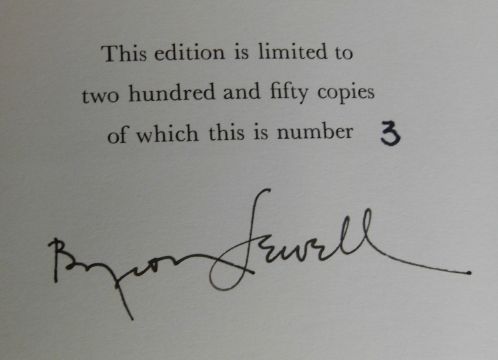 This edition is limited to
two hundred and fifty copies
of which this is number 3
Byron Sewell